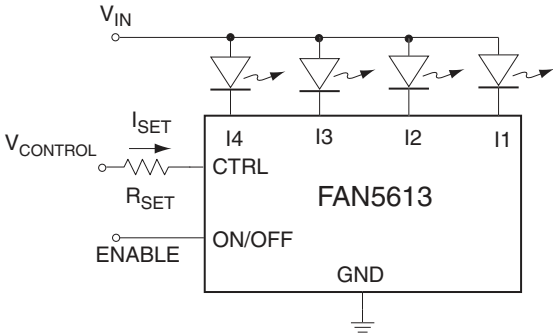 VIN
I4 I3 I2 I1
ISET
VCONTROL
CTRL
RSET
FAN5613
ON/OFF
ENABLE
GND